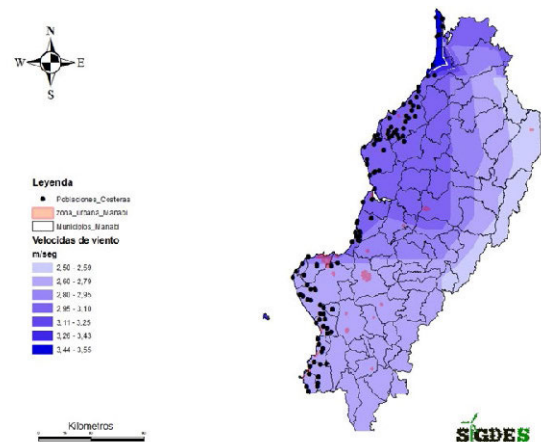 N
W E
S
Leyenda
Poblaciones_Costeras
zona_urbana_Manabi
Municipios_Manabi
Velocidas de viento
m/seg
2,50 - 2,59
2,60 - 2,79
2,80 - 2,95
2,95 - 3,10
3,11 - 3,25
3,26 - 3,43
3,44 - 3,55
Kilometros
SIGDES